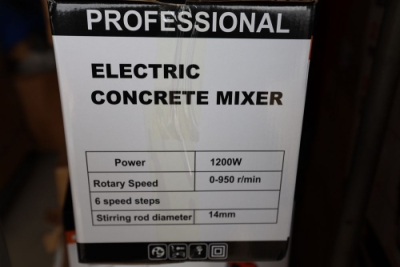 PROFESSIONAL
ELECTRIC
CONCRETE MIXER
Power 1200W
Rotary Speed 0-950 r/min
6 speed steps
Stirring rod diameter 14mm